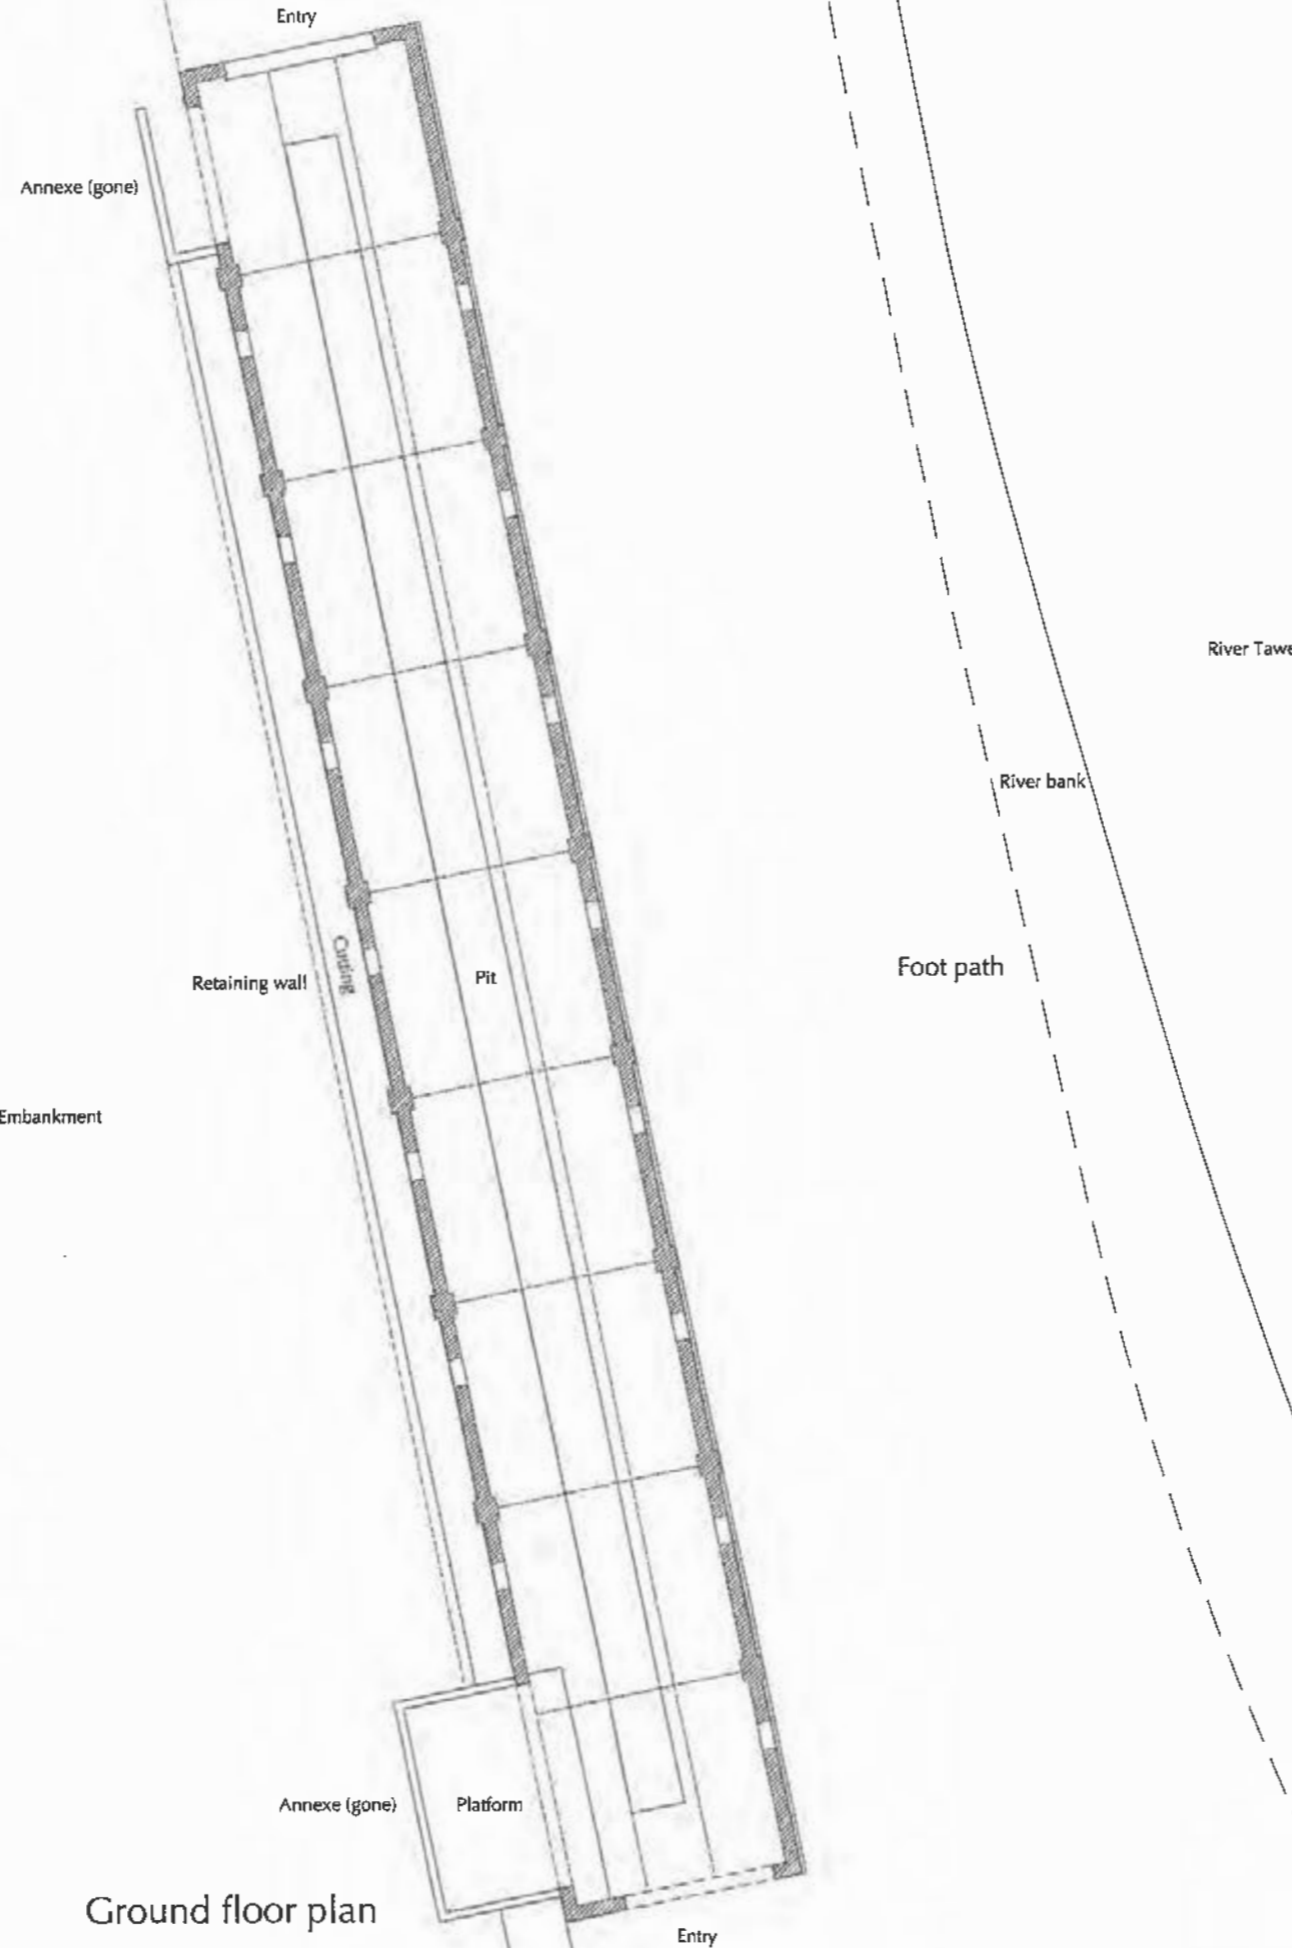 Entry
Annexe (gone)
River Tawe
River bank
Foot path
Pit
Cutting
Retaining wall
Embankment
Annexe (gone)
Platform
Ground floor plan
Entry